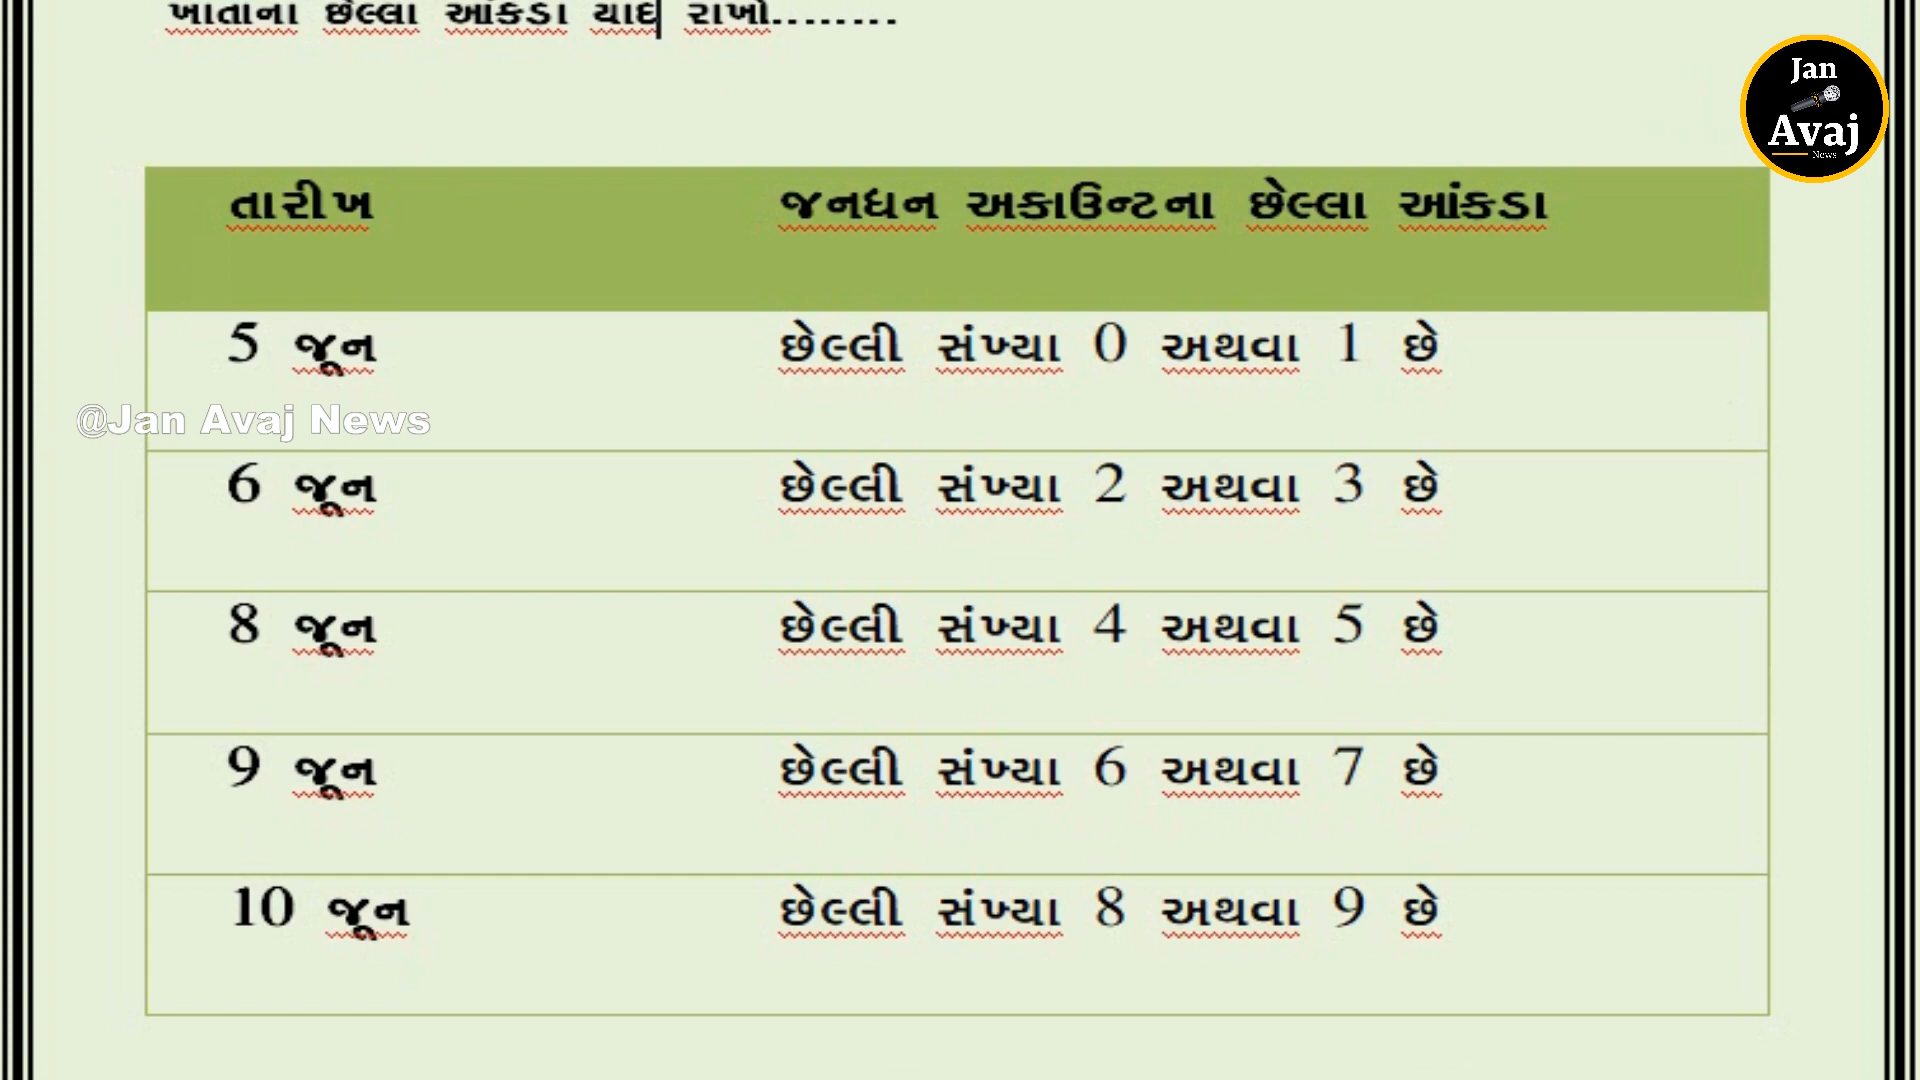 ખાતાના છેલ્લા આંકડા યાદ રાખો........
Jan
Avaj
News
તારીખ જનધન અકાઉન્ટના છેલ્લા આંકડા
5 જૂન છેલ્લી સંખ્યા 0 અથવા 1 છે
@Jan Avaj News
6 જૂન છેલ્લી સંખ્યા 2 અથવા 3 છે
8 જૂન છેલ્લી સંખ્યા 4 અથવા 5 છે
9 જૂન છેલ્લી સંખ્યા 6 અથવા 7 છે
10 જૂન છેલ્લી સંખ્યા 8 અથવા 9 છે